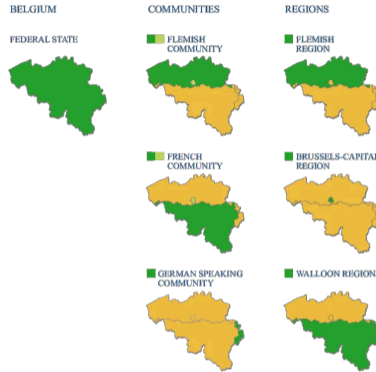 BELGIUM
COMMUNITIES
REGIONS
FEDERAL STATE
FLEMISH
COMMUNITY
FLEMISH
REGION
FRENCH
COMMUNITY
BRUSSELS-CAPITAL
REGION
GERMAN SPEAKING
COMMUNITY
WALLOON REGION